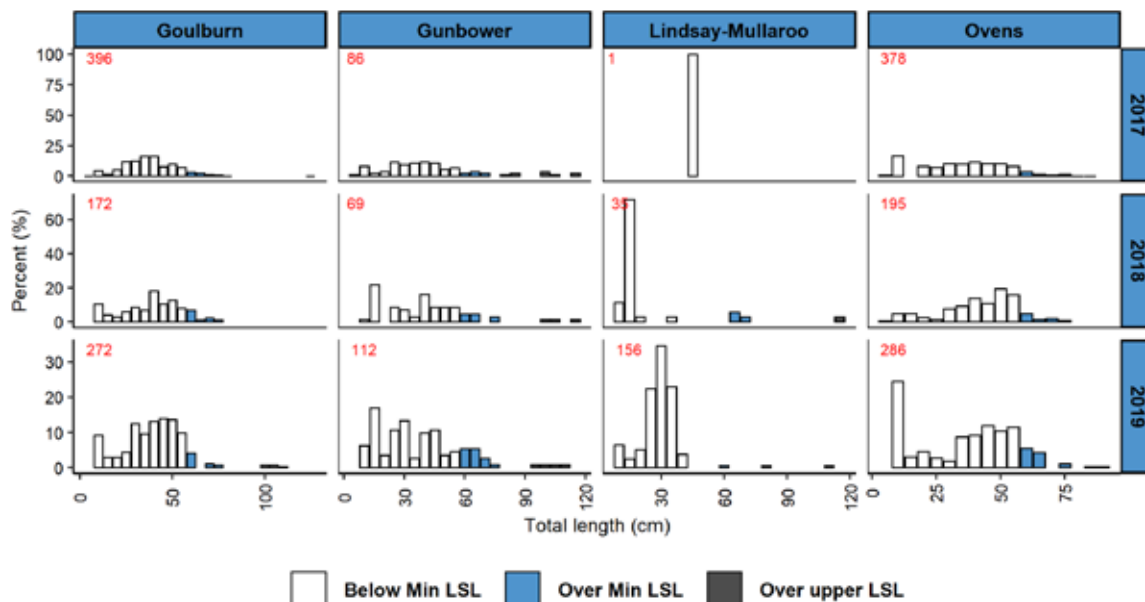 Goulburn Gunbower Lindsay-Mullaroo Ovens
100 396 86 1 378 2017
75
50
25
0
172 69 35 195 2018
60
40
20
0
272 112 156 286 2019
30
20
10
0
Percent (%)
0 50 100 0 30 60 90 120 30 60 90 120 0 25 50 75
Total length (cm)
Below Min LSL Over Min LSL Over upper LSL